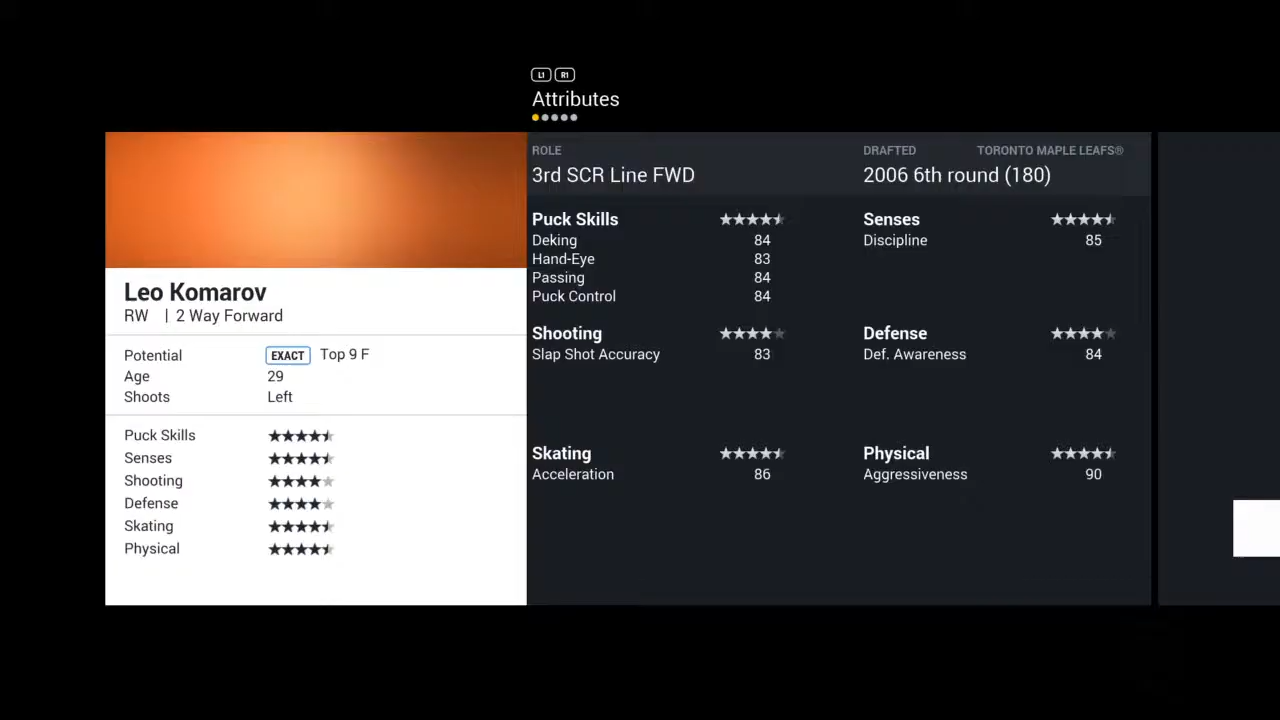 L1 R1
Attributes
ROLE DRAFTED TORONTO MAPLE LEAFS®
3rd SCR Line FWD 2006 6th round (180)
Leo Komarov
RW | 2 Way Forward
Potential EXACT Top 9 F
Age 29
Shoots Left
Puck Skills
Senses
Shooting
Defense
Skating
Physical
Puck Skills
Deking 84
Hand-Eye 83
Passing 84
Puck Control 84
Senses
Discipline 85
Shooting
Slap Shot Accuracy 83
Defense
Def. Awareness 84
Skating
Acceleration 86
Physical
Aggressiveness 90